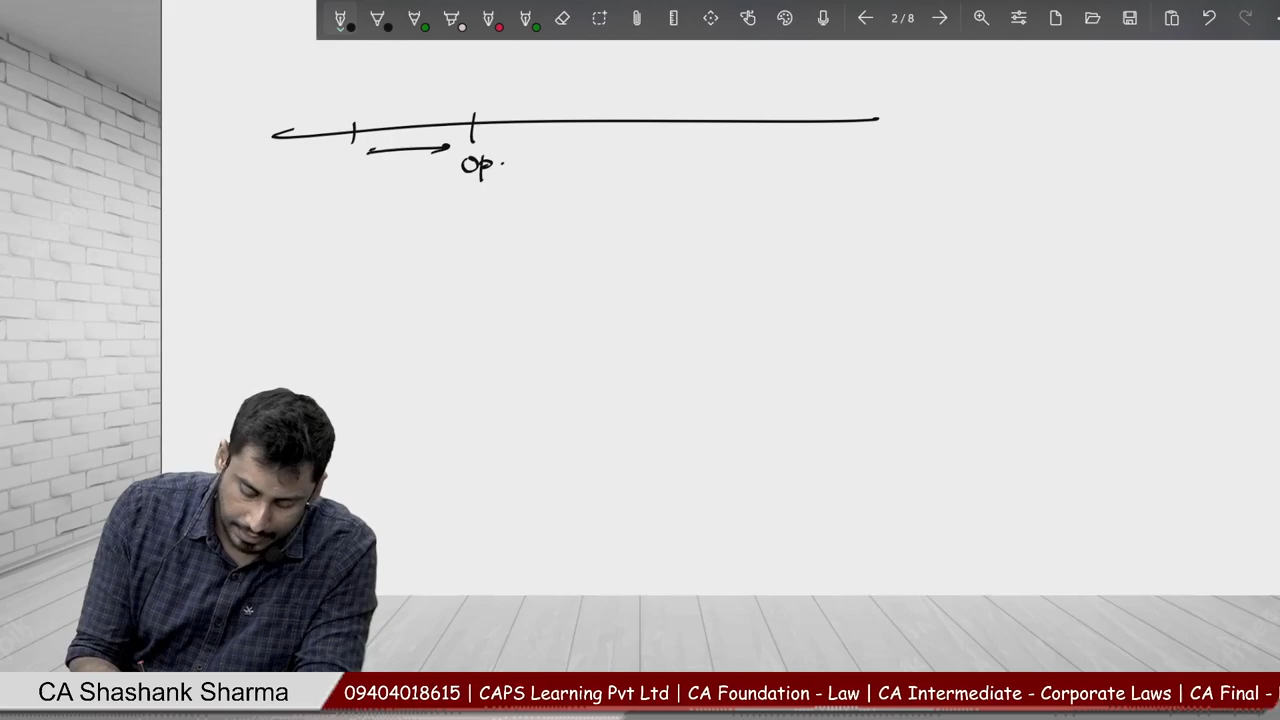 2/8
Op.
CA Shashank Sharma
09404018615 | CAPS Learning Pvt Ltd | CA Foundation - Law | CA Intermediate - Corporate Laws | CA Final -